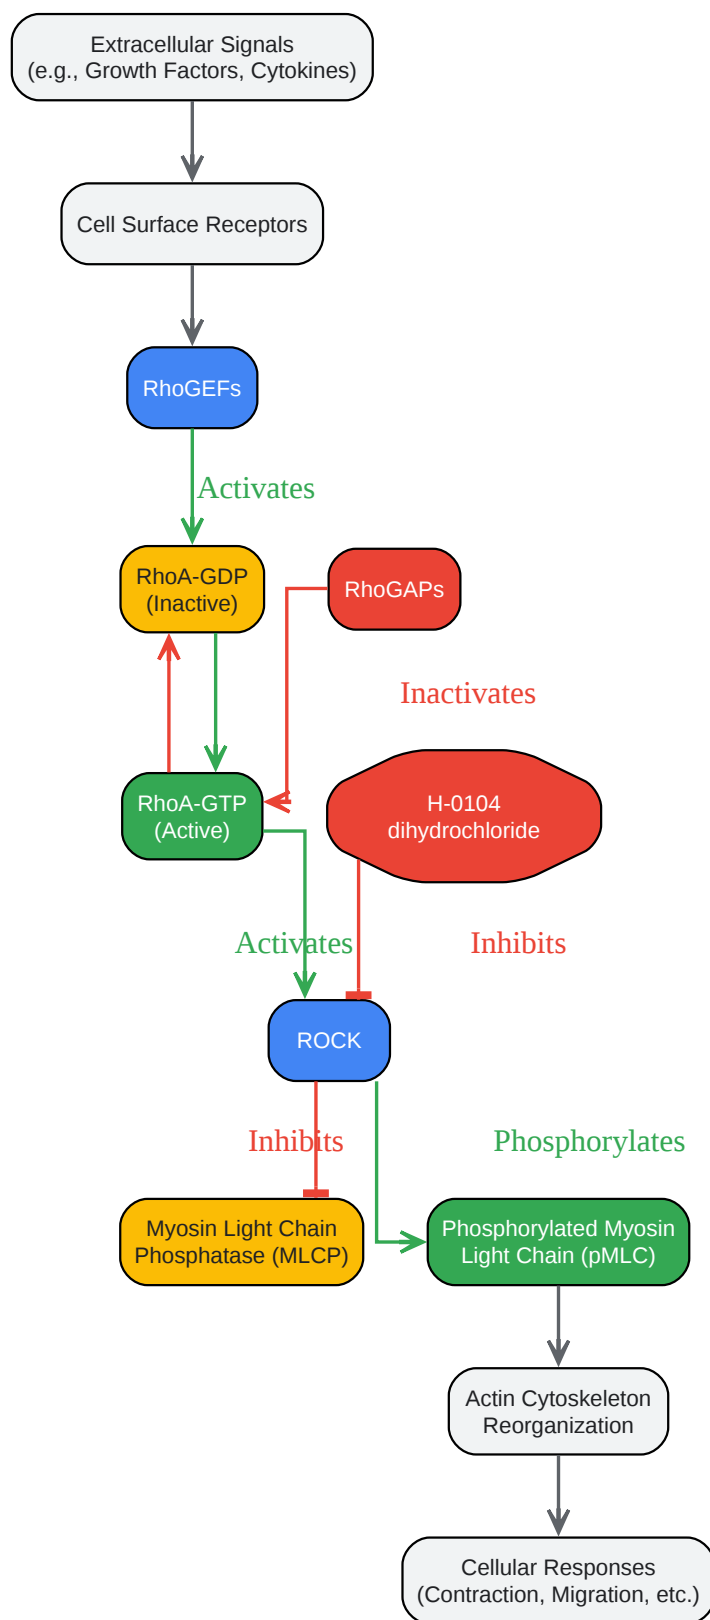 Extracellular Signals
(e.g., Growth Factors, Cytokines)
Cell Surface Receptors
RhoGEFs
Activates
RhoA-GDP
(Inactive)
RhoGAPs
Inactivates
RhoA-GTP
(Active)
H-0104
dihydrochloride
Activates
Inhibits
ROCK
Inhibits
Phosphorylates
Myosin Light Chain
Phosphatase (MLCP)
Phosphorylated Myosin
Light Chain (pMLC)
Actin Cytoskeleton
Reorganization
Cellular Responses
(Contraction, Migration, etc.)